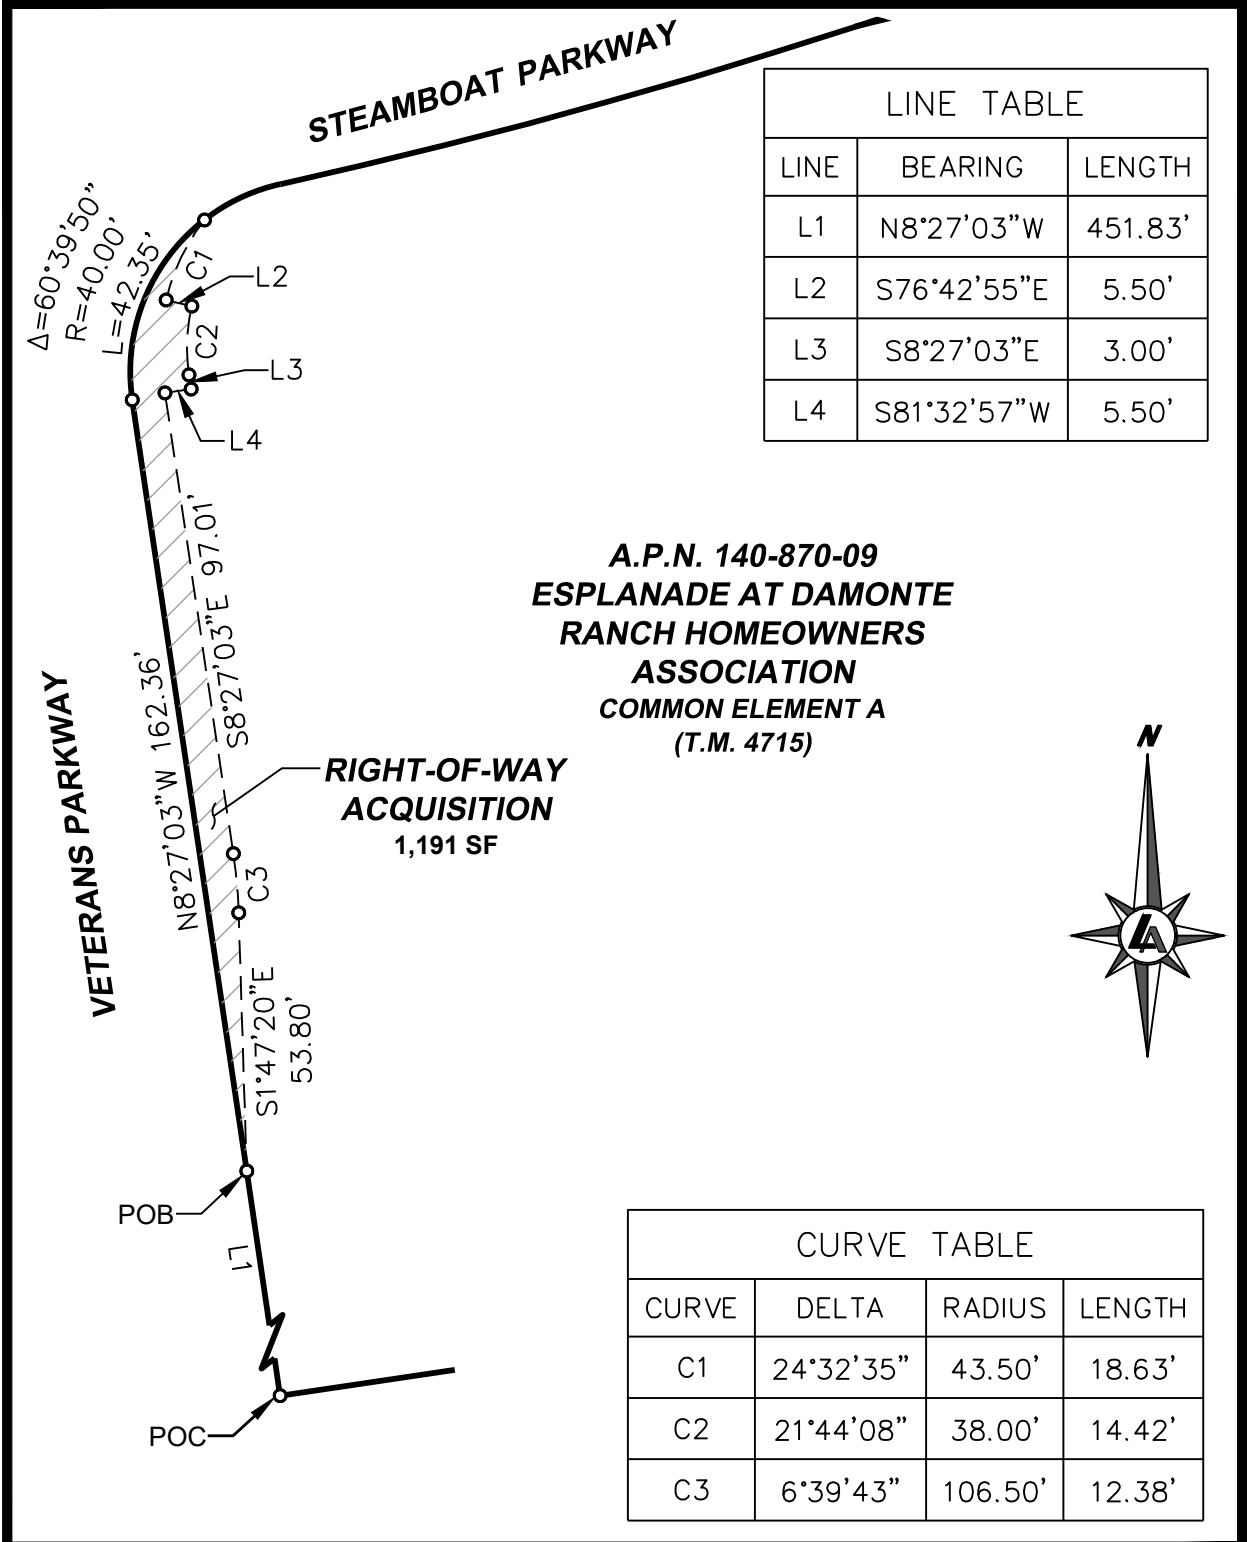 STEAMBOAT PARKWAY
LINE TABLE
LINE BEARING LENGTH
L1 N8°27'03"W 451.83'
L2 S76°42'55"E 5.50'
L3 S8°27'03"E 3.00'
L4 S81°32'57"W 5.50'
Δ=60°39'50"
R=40.00'
L=42.35'
C1
L2
C2
L3
L4
S8°27'03"E 97.01'
A.P.N. 140-870-09
ESPLANADE AT DAMONTE
RANCH HOMEOWNERS
ASSOCIATION
COMMON ELEMENT A
(T.M. 4715)
VETERANS PARKWAY
N8°27'03"W 162.36'
RIGHT-OF-WAY
ACQUISITION
1,191 SF
N
LA
C3
S1°47'20"E
53.80'
POB
L1
POC
CURVE TABLE
CURVE DELTA RADIUS LENGTH
C1 24°32'35" 43.50' 18.63'
C2 21°44'08" 38.00' 14.42'
C3 6°39'43" 106.50' 12.38'